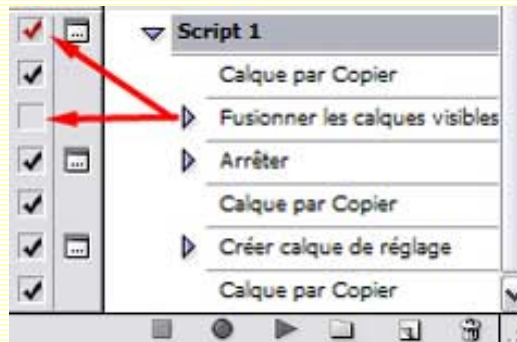 Script 1
Calque par Copier
Fusionner les calques visibles
Arrêter
Calque par Copier
Créer calque de réglage
Calque par Copier